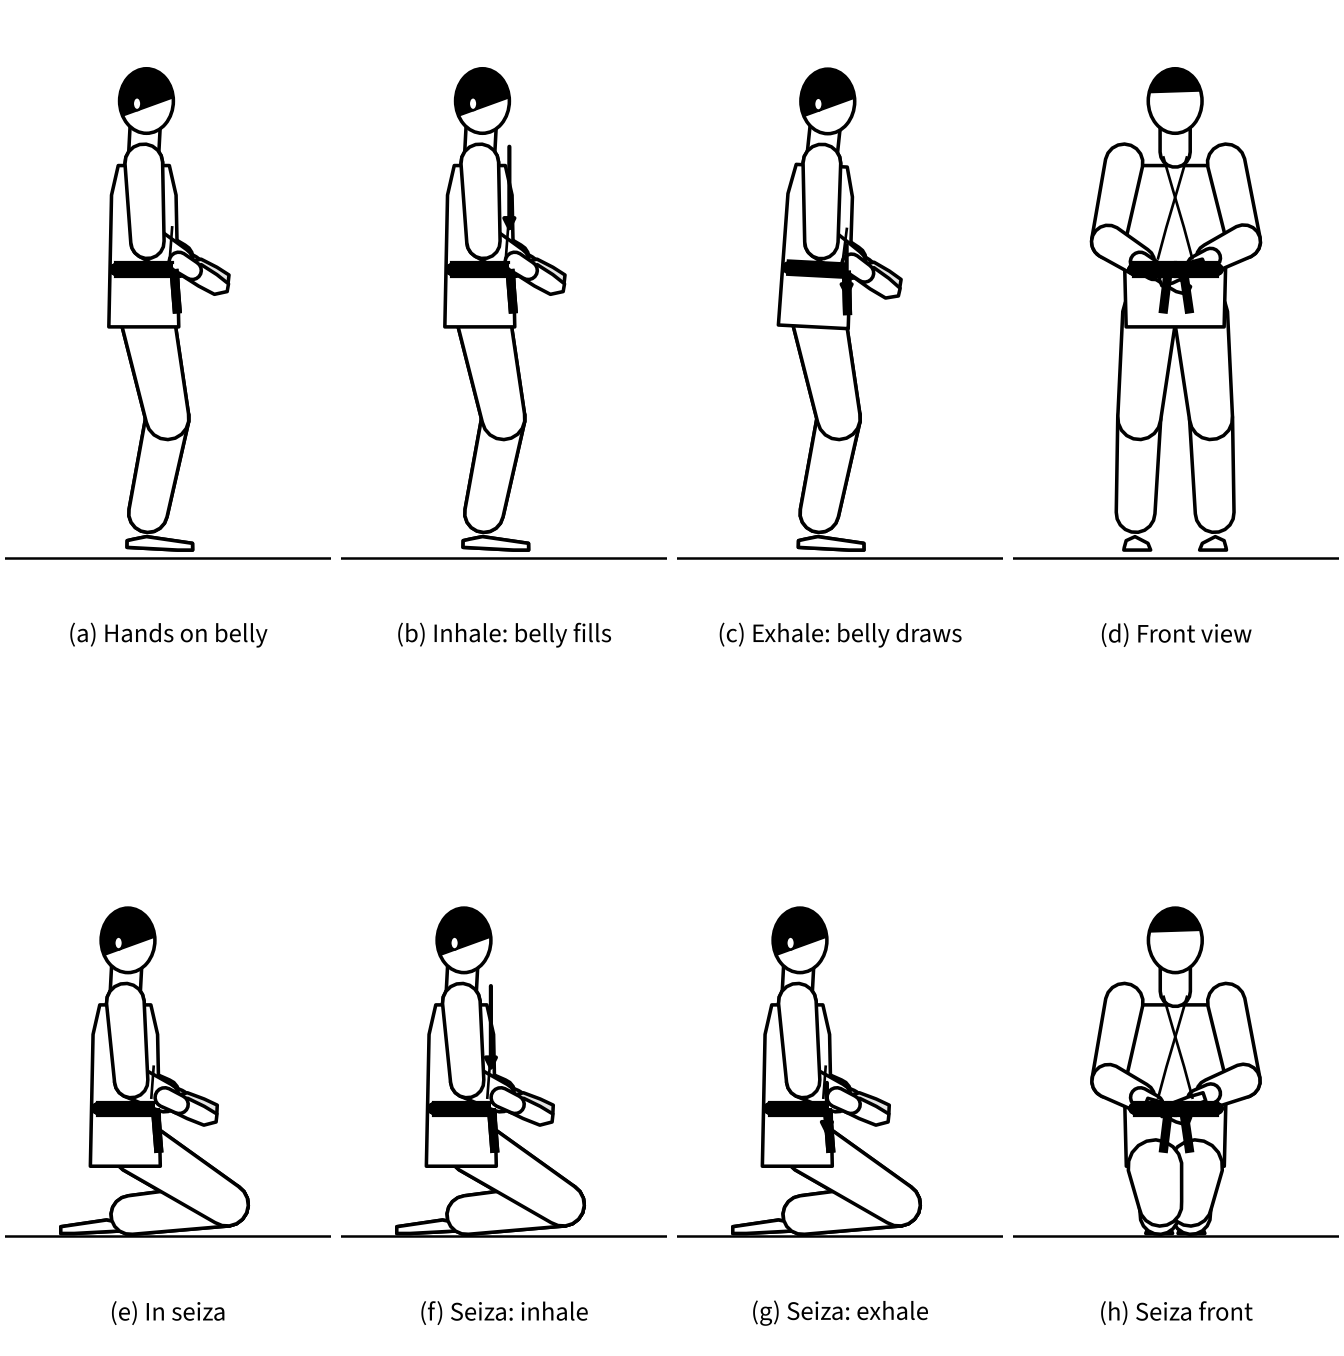 (a) Hands on belly
(b) Inhale: belly fills
(c) Exhale: belly draws
(d) Front view
(e) In seiza
(f) Seiza: inhale
(g) Seiza: exhale
(h) Seiza front